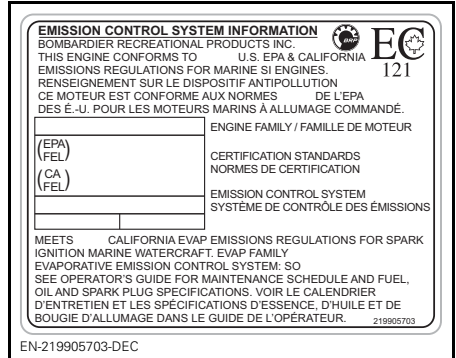 EMISSION CONTROL SYSTEM INFORMATION
BOMBARDIER RECREATIONAL PRODUCTS INC.
THIS ENGINE CONFORMS TO U.S. EPA & CALIFORNIA
EMISSIONS REGULATIONS FOR MARINE SI ENGINES.
RENSEIGNEMENT SUR LE DISPOSITIF ANTIPOLLUTION
CE MOTEUR EST CONFORME AUX NORMES DE L'EPA
DES É.-U. POUR LES MOTEURS MARINS À ALLUMAGE COMMANDÉ.
BRP
EC
121
ENGINE FAMILY / FAMILLE DE MOTEUR
(EPA FEL)
(CA FEL)
CERTIFICATION STANDARDS
NORMES DE CERTIFICATION
EMISSION CONTROL SYSTEM
SYSTÈME DE CONTRÔLE DES ÉMISSIONS
MEETS CALIFORNIA EVAP EMISSIONS REGULATIONS FOR SPARK
IGNITION MARINE WATERCRAFT. EVAP FAMILY
EVAPORATIVE EMISSION CONTROL SYSTEM: SO
SEE OPERATOR'S GUIDE FOR MAINTENANCE SCHEDULE AND FUEL,
OIL AND SPARK PLUG SPECIFICATIONS. VOIR LE CALENDRIER
D'ENTRETIEN ET LES SPÉCIFICATIONS D'ESSENCE, D'HUILE ET DE
BOUGIE D'ALLUMAGE DANS LE GUIDE DE L'OPÉRATEUR.
219905703
EN-219905703-DEC